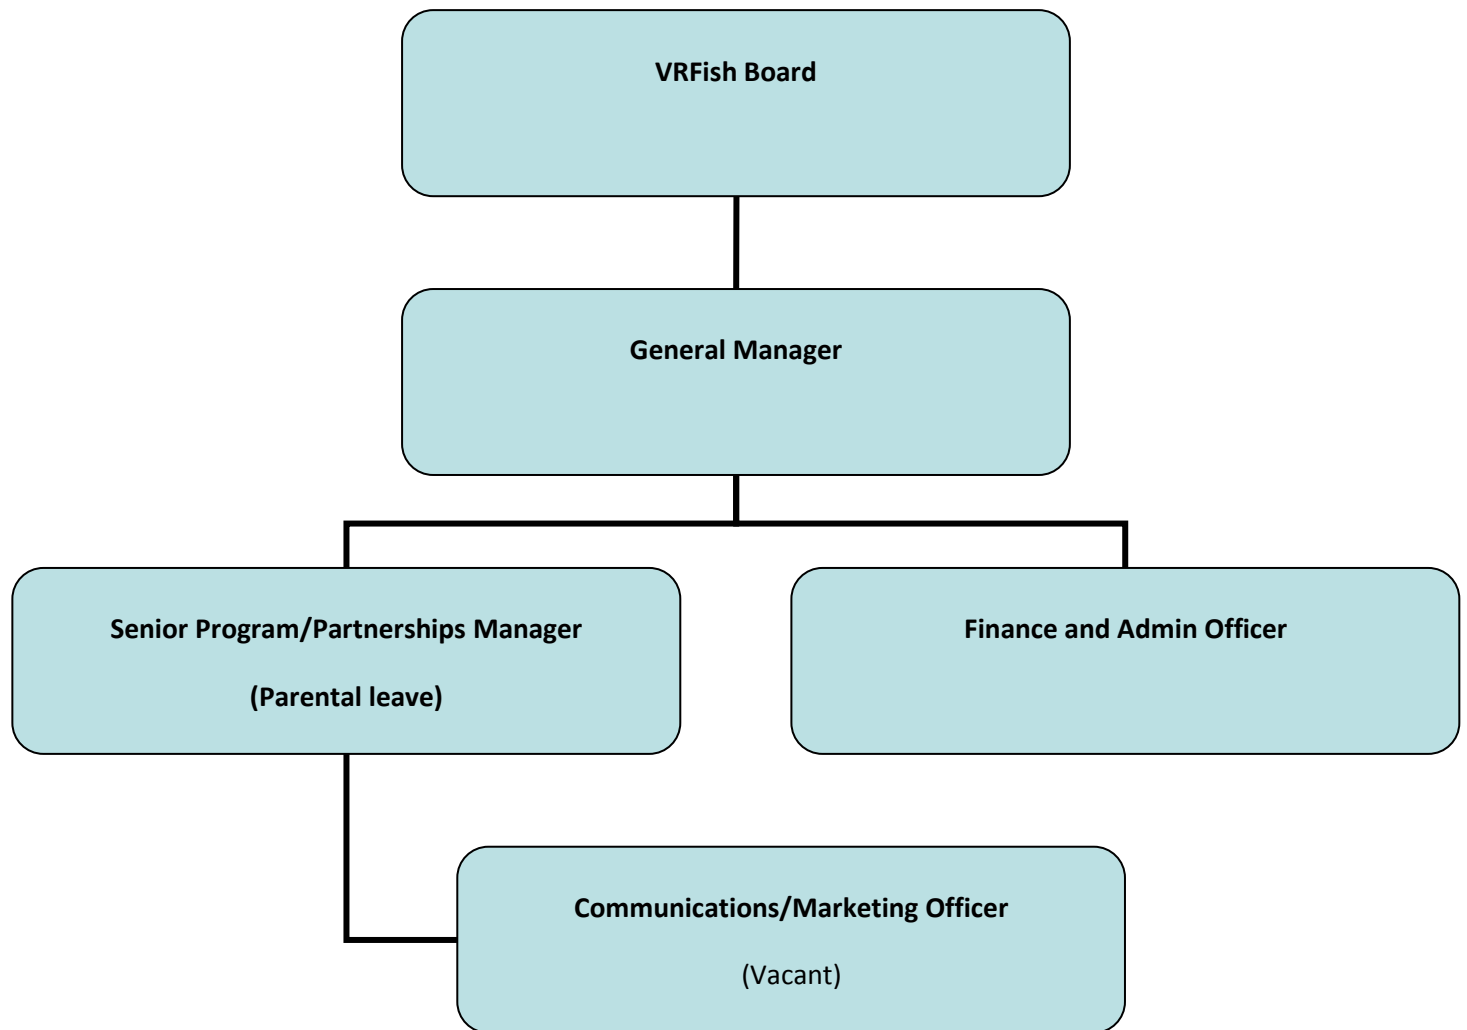 VRFish Board
General Manager
Senior Program/Partnerships Manager
(Parental leave)
Finance and Admin Officer
Communications/Marketing Officer
(Vacant)